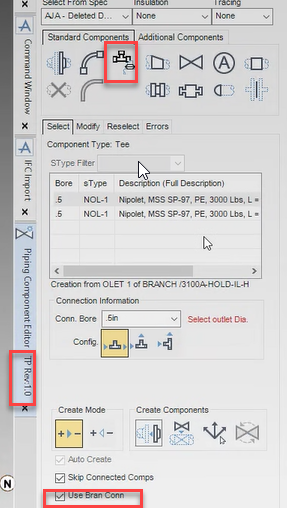 Select From Spec Insulation Tracing
AJA - Deleted D... None None
Standard Components Additional Components
A
Select Modify Reselect Errors
Component Type: Tee
SType Filter
Bore sType Description (Full Description)
.5 NOL-1 Nipolet, MSS SP-97, PE, 3000 Lbs, L =
.5 NOL-1 Nipolet, MSS SP-97, PE, 3000 Lbs, L =
Creation from OLET 1 of BRANCH /3100A-HOLD-IL-H
Connection Information
Conn. Bore .5in Select outlet Dia.
Config.
Create Mode Create Components
Auto Create
Skip Connected Comps
Use Bran Conn
Command Window
IFC Import
Piping Component Editor TP Rev:1.0
N